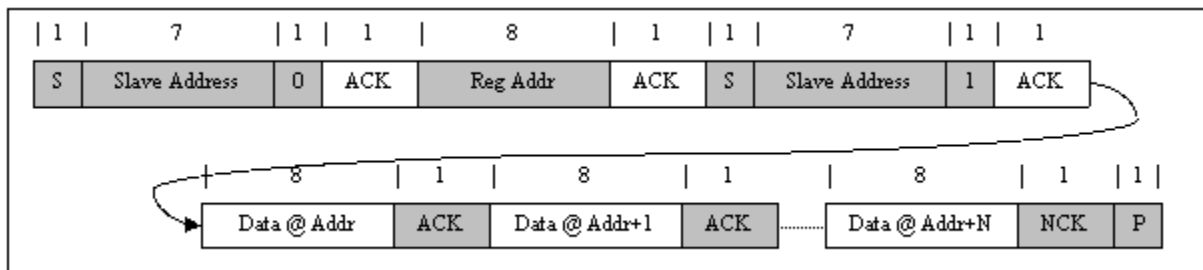 | 1 | 7 | 1 | 1 | 8 | 1 | 1 | 7 | 1 | 1
S Slave Address 0 ACK Reg Addr ACK S Slave Address 1 ACK
| 8 | 1 | 8 | 1 | 8 | 1 | 1 |
Data @ Addr ACK Data @ Addr+1 ACK Data @ Addr+N NCK P